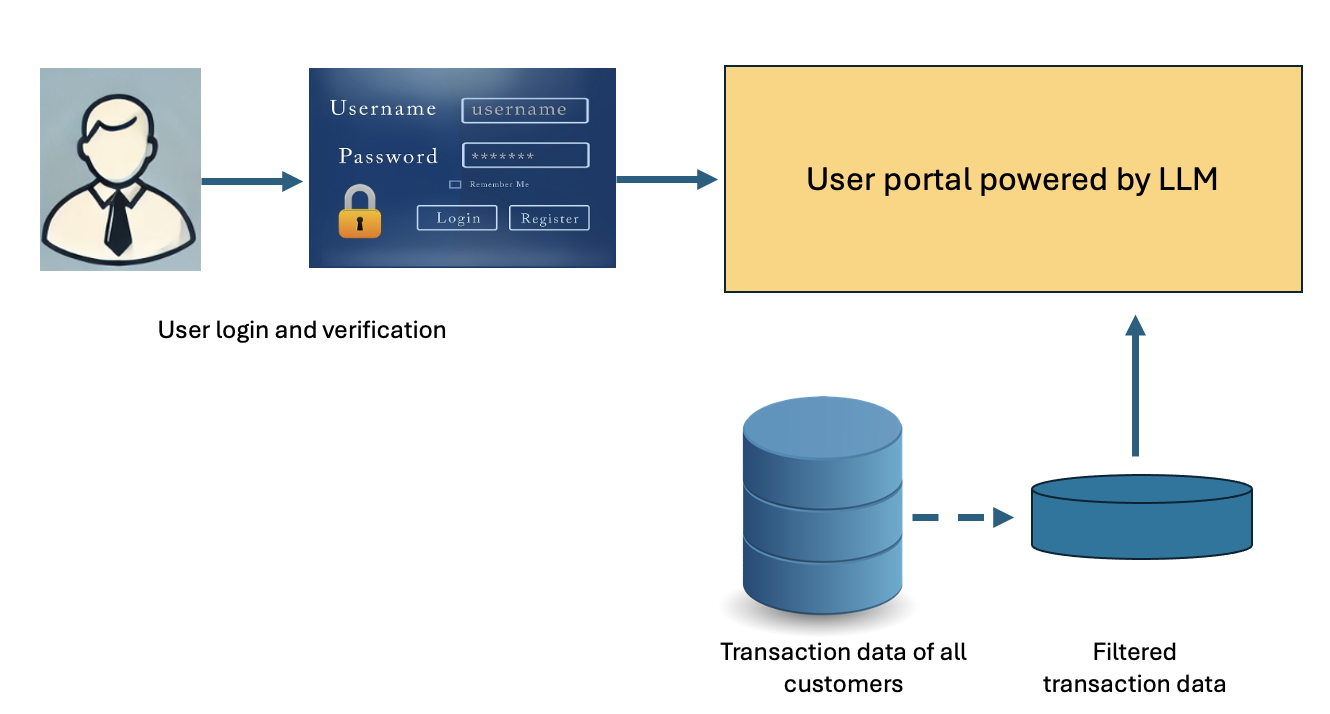 Username username
Password *******
Remember Me
Login Register
User portal powered by LLM
User login and verification
Transaction data of all
customers
Filtered
transaction data